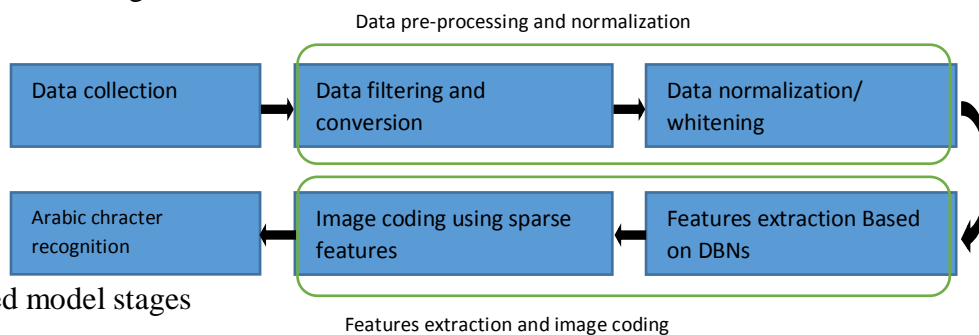 Data pre-processing and normalization
Data collection
Data filtering and
conversion
Data normalization/
whitening
Features extraction Based
on DBNs
Image coding using sparse
features
Arabic chracter
recognition
model stages
Features extraction and image coding